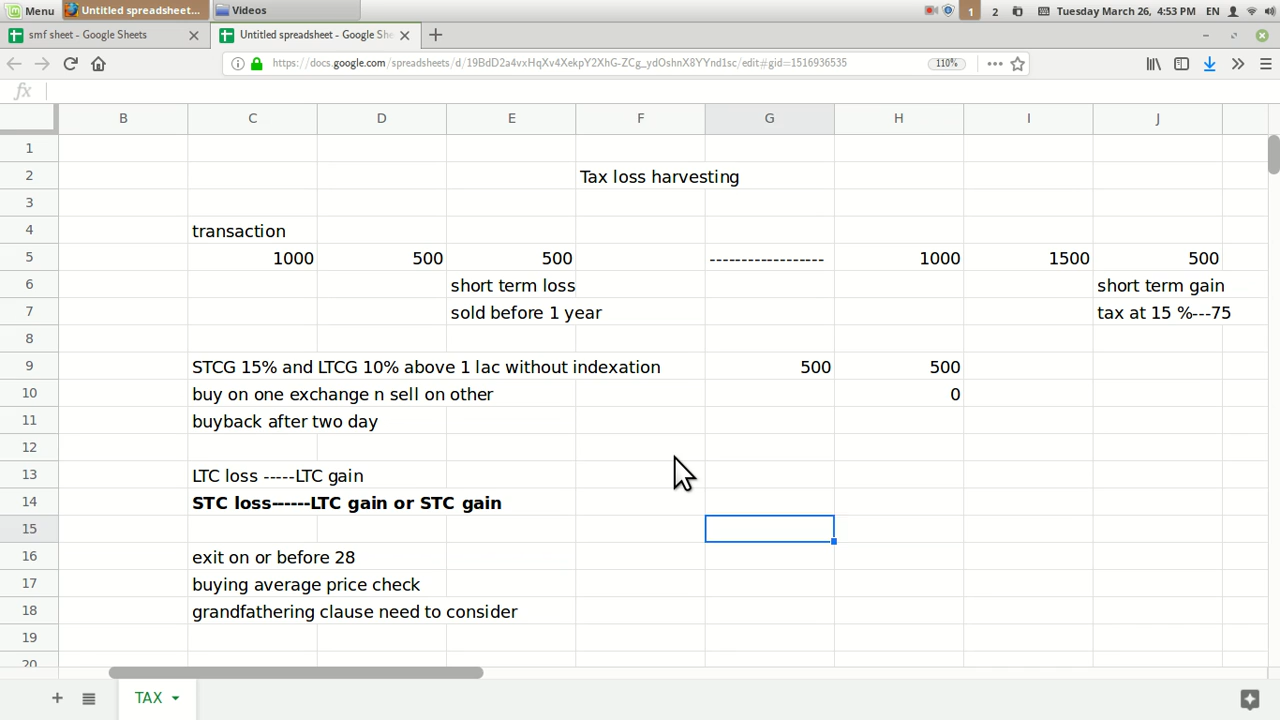 Menu Untitled spreadsheet... Videos 1 2 Tuesday March 26, 4:53 PM EN
smf sheet - Google Sheets Untitled spreadsheet - Google She
https://docs.google.com/spreadsheets/d/19BdD2a4vxHqXv4XekpY2XhG-ZCg_ydOshnX8YYnd1sc/edit#gid=1516936535 110%
fx
B C D E F G H I J
1
2 Tax loss harvesting
3
4 transaction
5 1000 500 500 ------------------ 1000 1500 500
6 short term loss short term gain
7 sold before 1 year tax at 15 %---75
8
9 STCG 15% and LTCG 10% above 1 lac without indexation 500 500
10 buy on one exchange n sell on other 0
11 buyback after two day
12
13 LTC loss -----LTC gain
14 STC loss------LTC gain or STC gain
15
16 exit on or before 28
17 buying average price check
18 grandfathering clause need to consider
19
20
TAX